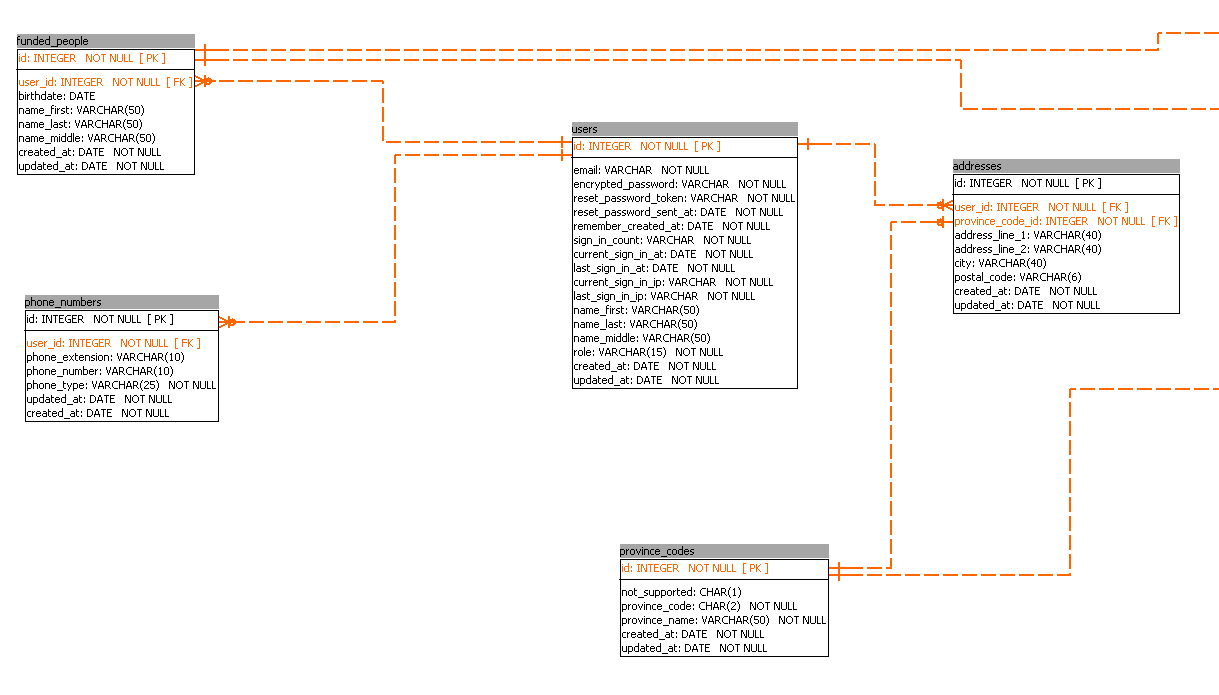 funded_people
id: INTEGER NOT NULL [ PK ]
user_id: INTEGER NOT NULL [ FK ]
birthdate: DATE
name_first: VARCHAR(50)
name_last: VARCHAR(50)
name_middle: VARCHAR(50)
created_at: DATE NOT NULL
updated_at: DATE NOT NULL
users
id: INTEGER NOT NULL [ PK ]
email: VARCHAR NOT NULL
encrypted_password: VARCHAR NOT NULL
reset_password_token: VARCHAR NOT NULL
reset_password_sent_at: DATE NOT NULL
remember_created_at: DATE NOT NULL
sign_in_count: VARCHAR NOT NULL
current_sign_in_at: DATE NOT NULL
last_sign_in_at: DATE NOT NULL
current_sign_in_ip: VARCHAR NOT NULL
last_sign_in_ip: VARCHAR NOT NULL
name_first: VARCHAR(50)
name_last: VARCHAR(50)
name_middle: VARCHAR(50)
role: VARCHAR(15) NOT NULL
created_at: DATE NOT NULL
updated_at: DATE NOT NULL
addresses
id: INTEGER NOT NULL [ PK ]
user_id: INTEGER NOT NULL [ FK ]
province_code_id: INTEGER NOT NULL [ FK ]
address_line_1: VARCHAR(40)
address_line_2: VARCHAR(40)
city: VARCHAR(40)
postal_code: VARCHAR(6)
created_at: DATE NOT NULL
updated_at: DATE NOT NULL
phone_numbers
id: INTEGER NOT NULL [ PK ]
user_id: INTEGER NOT NULL [ FK ]
phone_extension: VARCHAR(10)
phone_number: VARCHAR(10)
phone_type: VARCHAR(25) NOT NULL
updated_at: DATE NOT NULL
created_at: DATE NOT NULL
province_codes
id: INTEGER NOT NULL [ PK ]
not_supported: CHAR(1)
province_code: CHAR(2) NOT NULL
province_name: VARCHAR(50) NOT NULL
created_at: DATE NOT NULL
updated_at: DATE NOT NULL